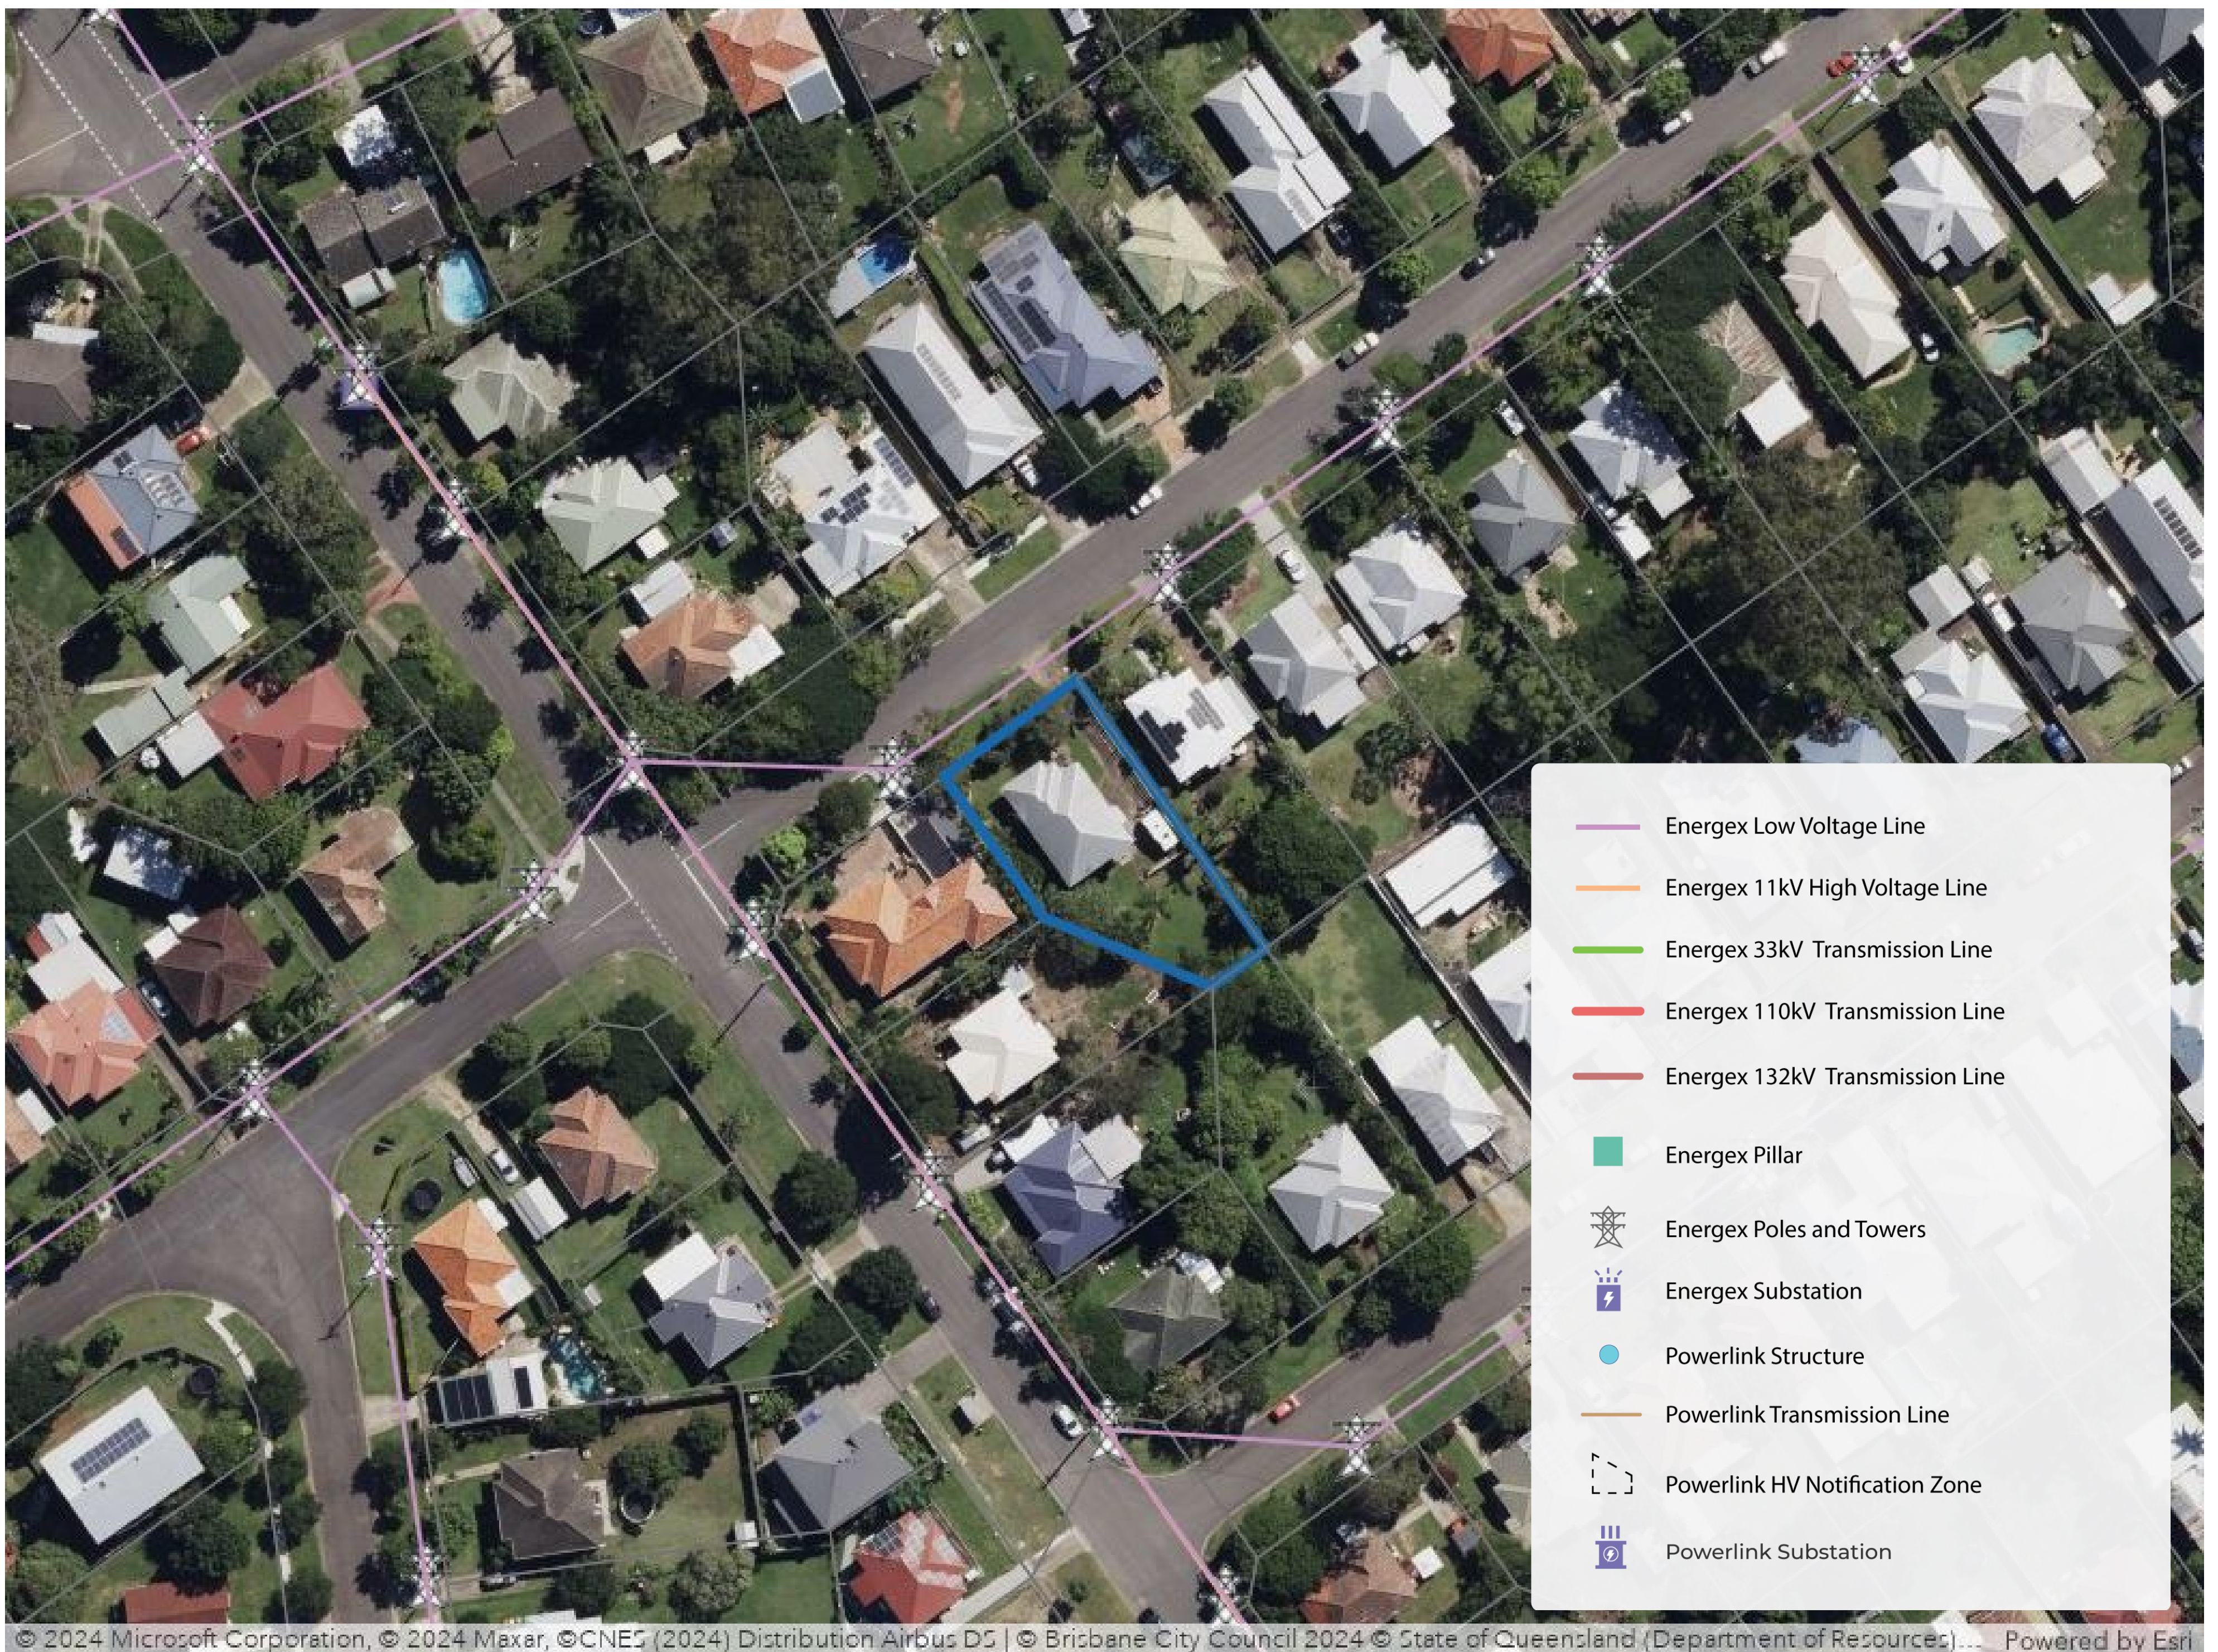 Energex Low Voltage Line
Energex 11kV High Voltage Line
Energex 33kV Transmission Line
Energex 110kV Transmission Line
Energex 132kV Transmission Line
Energex Pillar
Energex Poles and Towers
Energex Substation
Powerlink Structure
Powerlink Transmission Line
Powerlink HV Notification Zone
Powerlink Substation
© 2024 Microsoft Corporation, © 2024 Maxar, ©CNES (2024) Distribution Airbus DS | © Brisbane City Council 2024 © State of Queensland (Department of Resources)... Powered by Esri